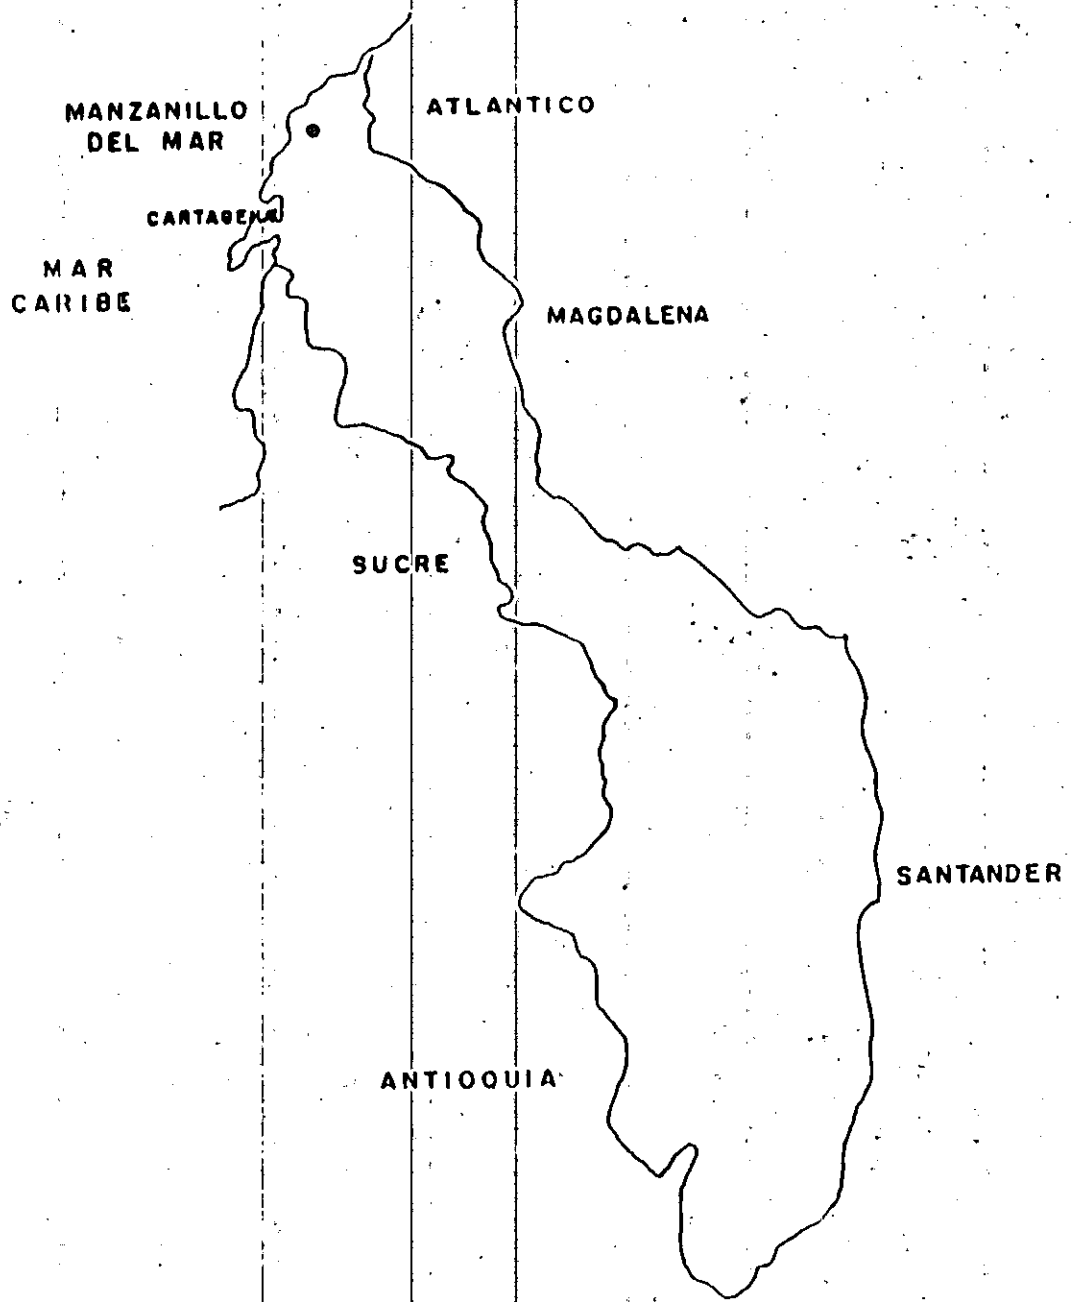 MANZANILLO
DEL MAR
ATLANTICO
CARTAGENA
MAR
CARIBE
MAGDALENA
SUCRE
SANTANDER
ANTIOQUIA